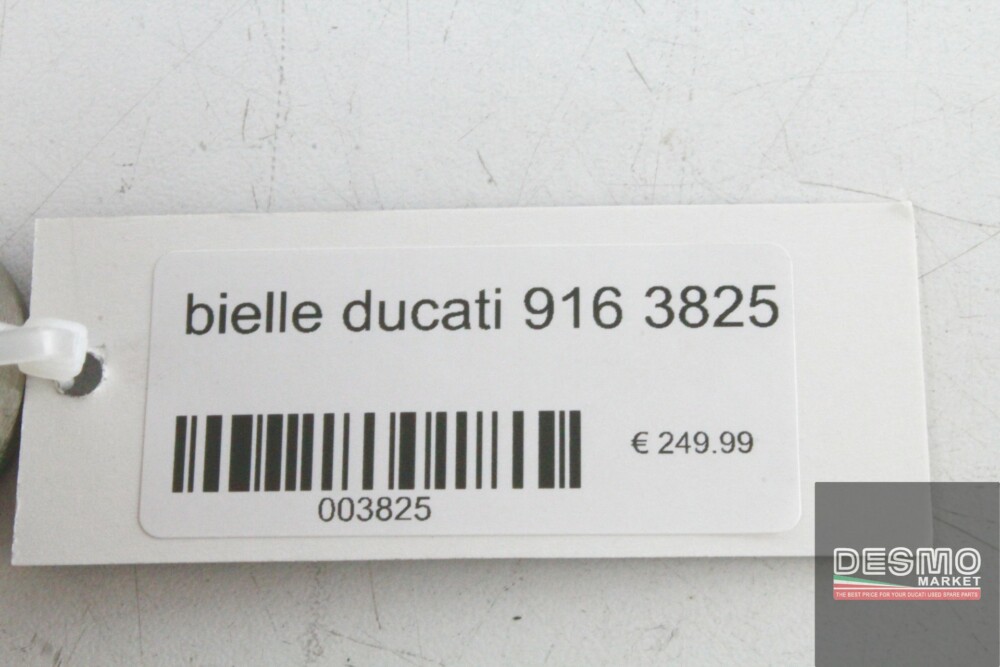 bielle ducati 916 3825
€ 249.99
003825
DESMO
MARKET
THE BEST PRICE FOR YOUR DUCATI USED SPARE PARTS